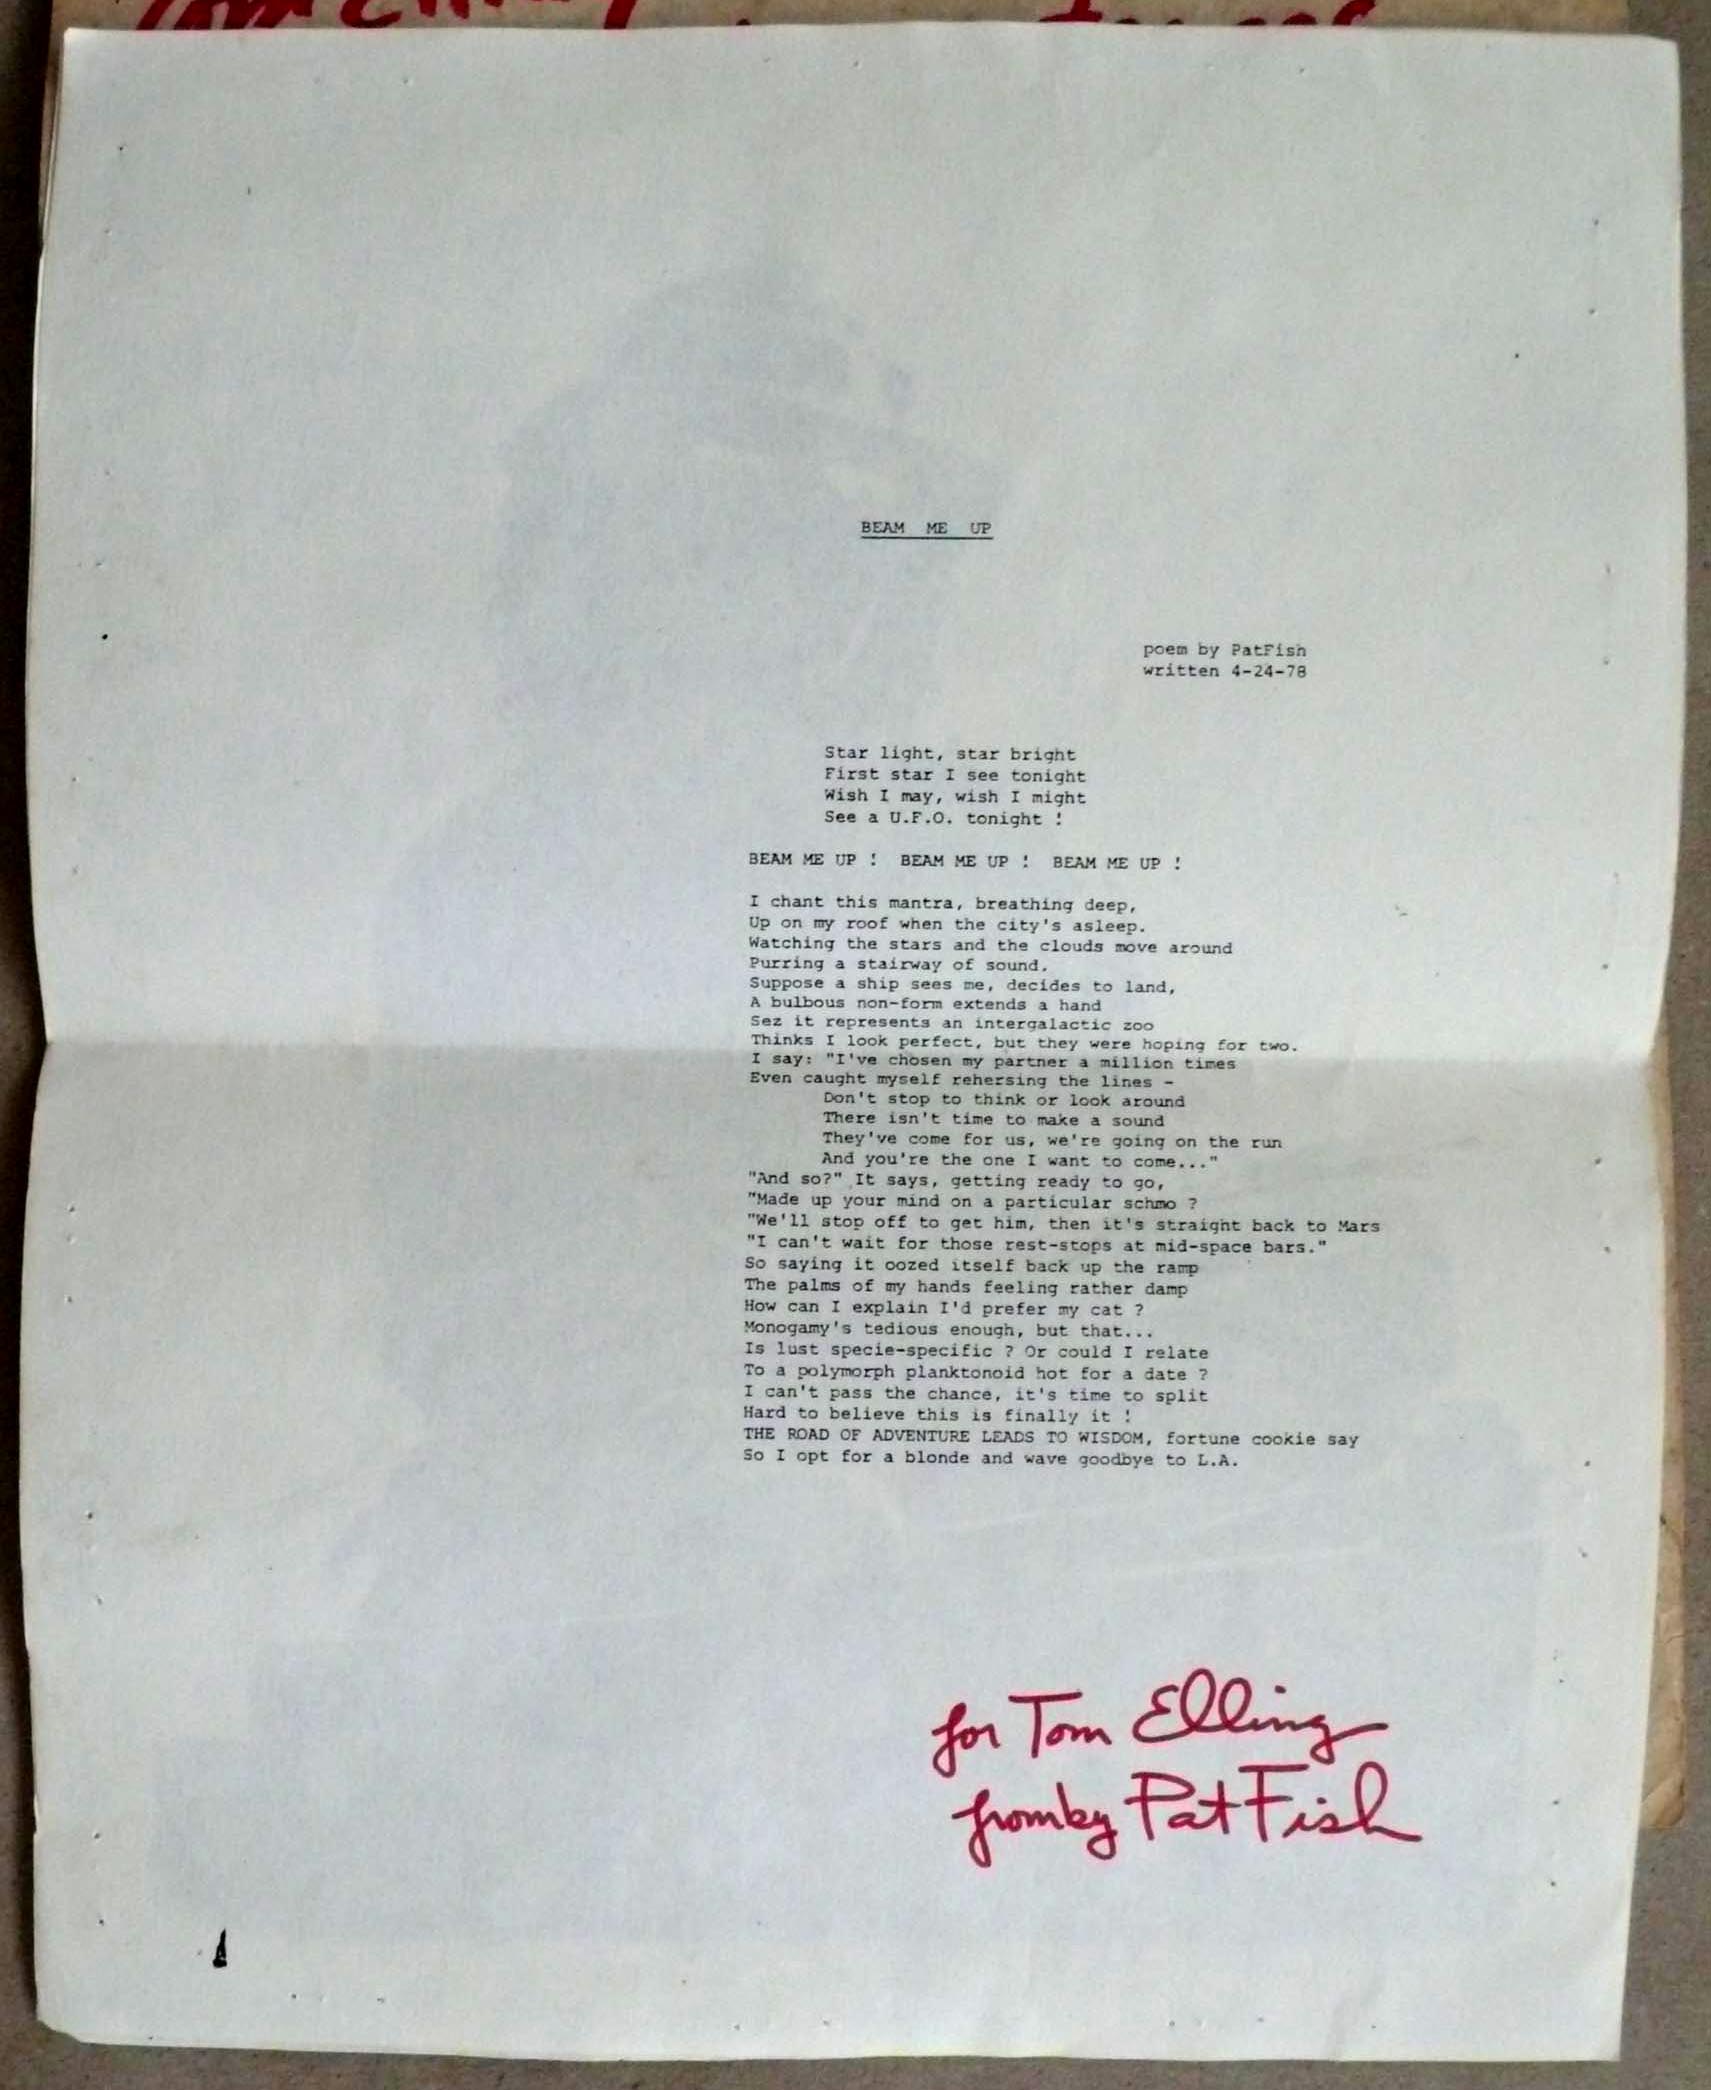 Tom Elling
BEAM ME UP
poem by PatFish
written 4-24-78
Star light, star bright
First star I see tonight
Wish I may, wish I might
See a U.F.O. tonight !
BEAM ME UP ! BEAM ME UP ! BEAM ME UP !
I chant this mantra, breathing deep,
Up on my roof when the city's asleep.
Watching the stars and the clouds move around
Purring a stairway of sound.
Suppose a ship sees me, decides to land,
A bulbous non-form extends a hand
Sez it represents an intergalactic zoo
Thinks I look perfect, but they were hoping for two.
I say: "I've chosen my partner a million times
Even caught myself rehersing the lines -
Don't stop to think or look around
There isn't time to make a sound
They've come for us, we're going on the run
And you're the one I want to come..."
"And so?" It says, getting ready to go,
"Made up your mind on a particular schmo ?
"We'll stop off to get him, then it's straight back to Mars
"I can't wait for those rest-stops at mid-space bars."
So saying it oozed itself back up the ramp
The palms of my hands feeling rather damp
How can I explain I'd prefer my cat ?
Monogamy's tedious enough, but that...
Is lust specie-specific ? Or could I relate
To a polymorph planktonoid hot for a date ?
I can't pass the chance, it's time to split
Hard to believe this is finally it !
THE ROAD OF ADVENTURE LEADS TO WISDOM, fortune cookie say
So I opt for a blonde and wave goodbye to L.A.
for Tom Elling
fromby PatFish